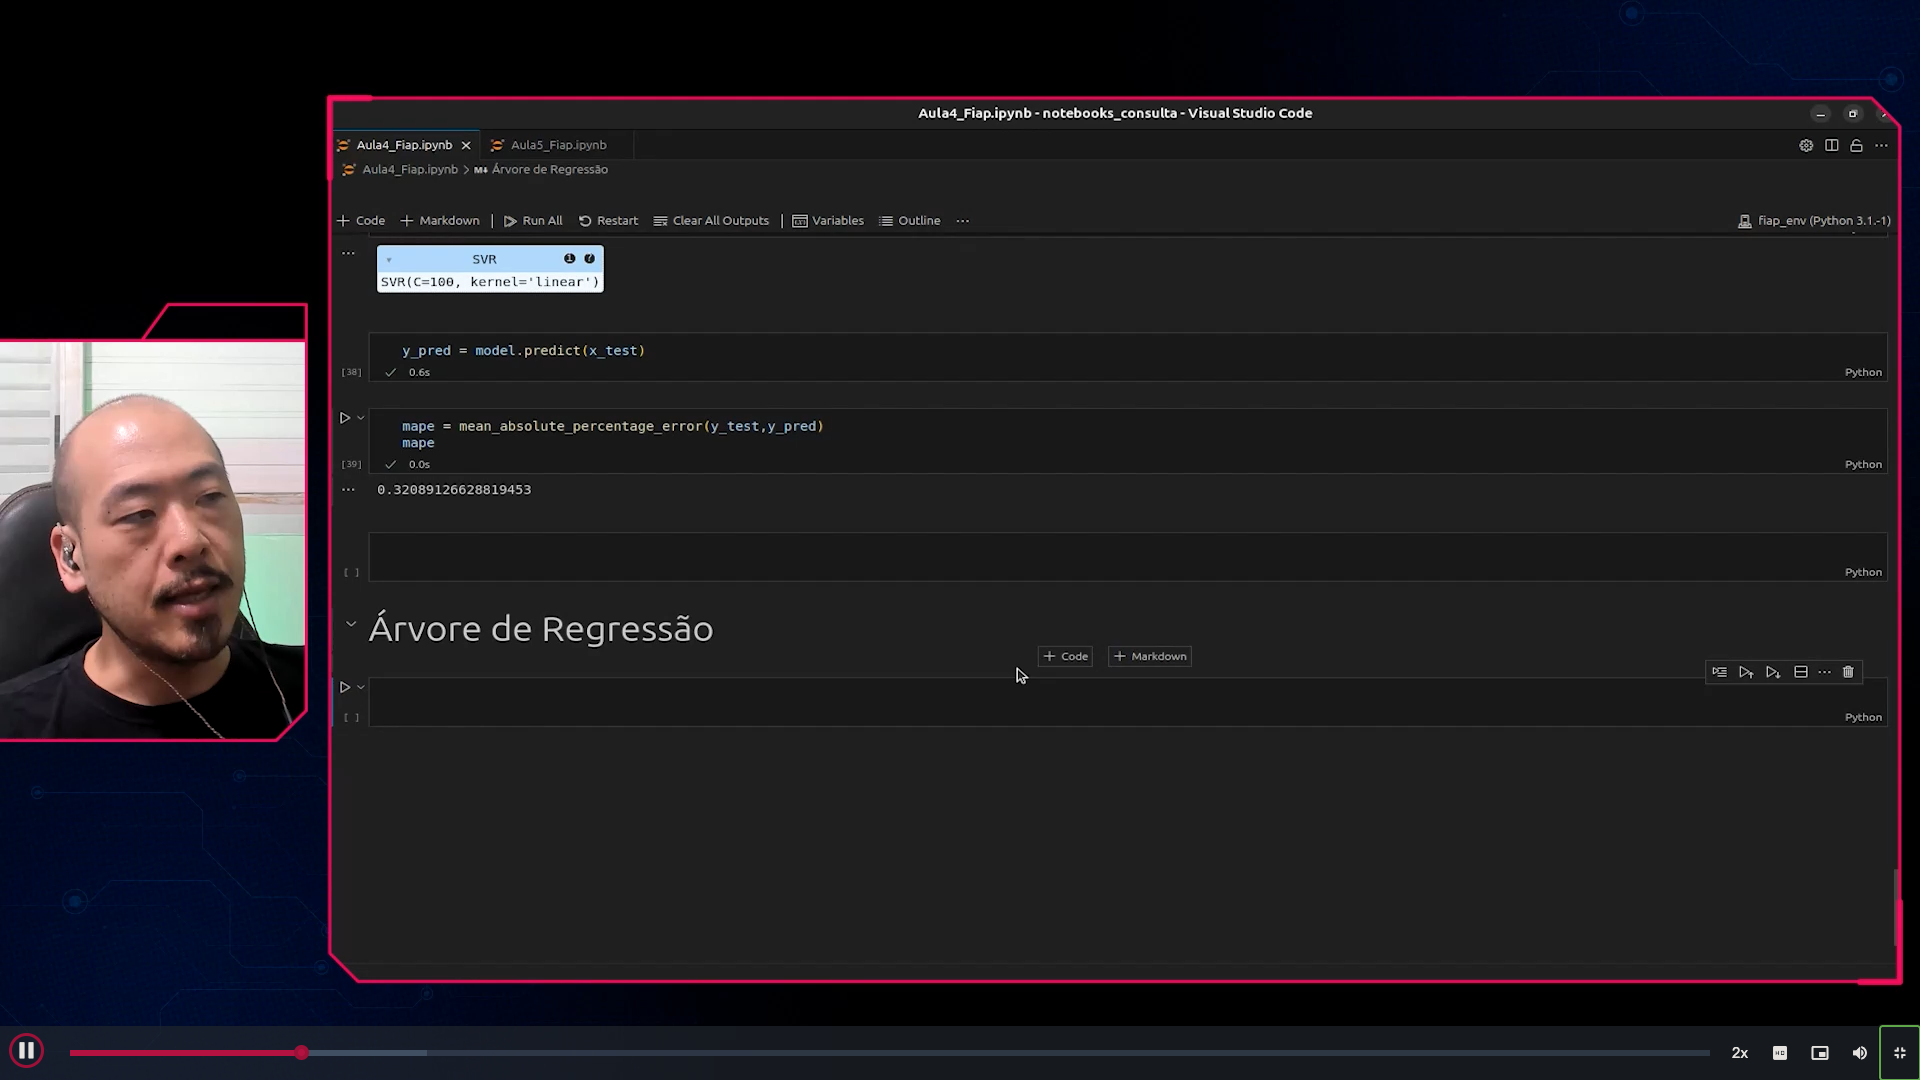 Aula4_Fiap.ipynb - notebooks_consulta - Visual Studio Code
Aula4_Fiap.ipynb
Aula5_Fiap.ipynb
Aula4_Fiap.ipynb > M↓ Árvore de Regressão
+ Code + Markdown | Run All Restart Clear All Outputs | Variables Outline ···
fiap_env (Python 3.1.-1)
SVR
SVR(C=100, kernel='linear')
y_pred = model.predict(x_test)
[38] 0.6s Python
mape = mean_absolute_percentage_error(y_test,y_pred)
mape
[39] 0.0s Python
0.32089126628819453
[ ] Python
Árvore de Regressão
+ Code + Markdown
[ ] Python
2x HD